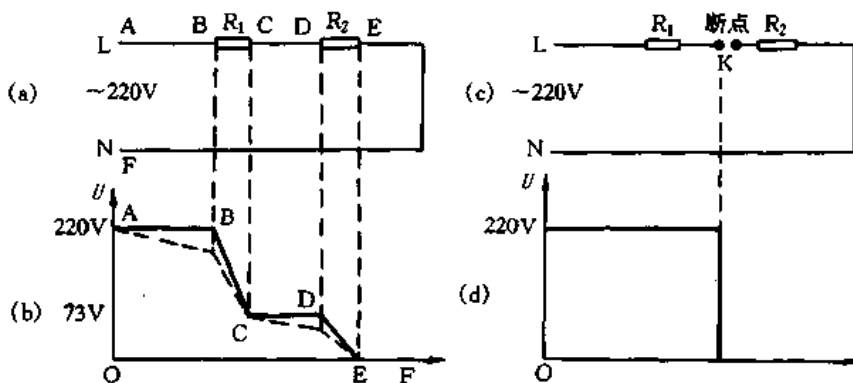 A B R₁ C D R₂ E
L
(a) ～220V
N
F
U
A
220V B
(b) 73V D
C
O E F
R₁ 断点 R₂
L
K
(c) ～220V
N
U
220V
(d)
O